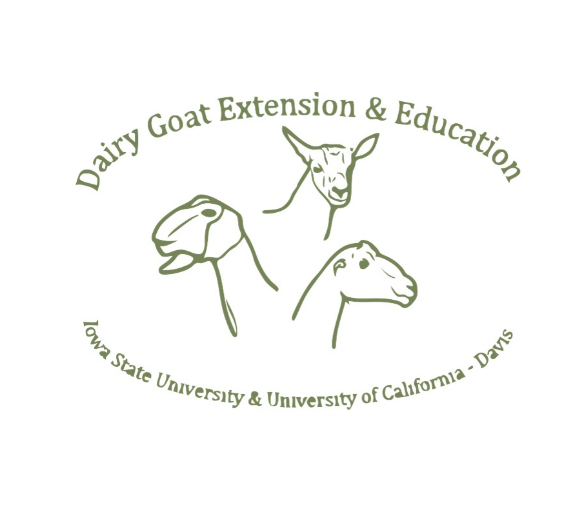 Dairy Goat Extension & Education
Iowa State University & University of California - Davis